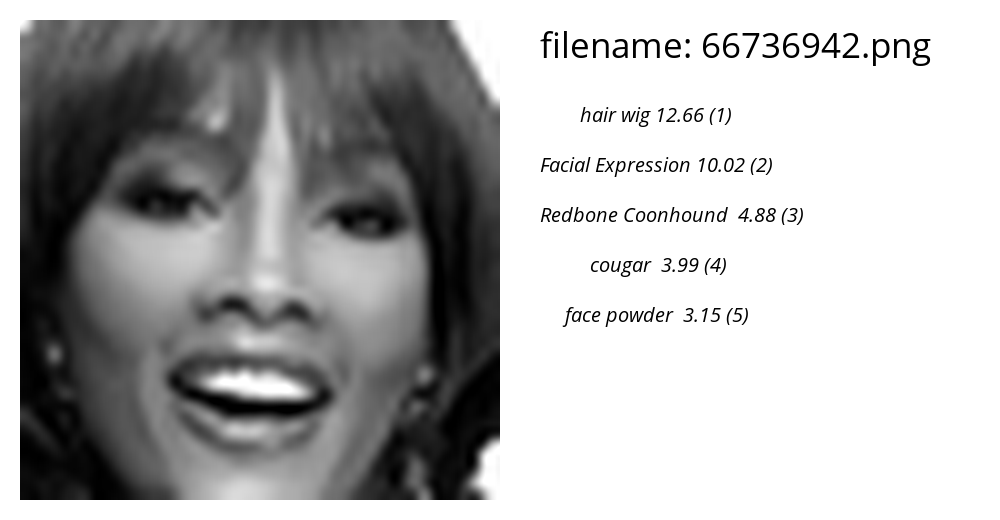 filename: 66736942.png
hair wig 12.66 (1)
Facial Expression 10.02 (2)
Redbone Coonhound 4.88 (3)
cougar 3.99 (4)
face powder 3.15 (5)